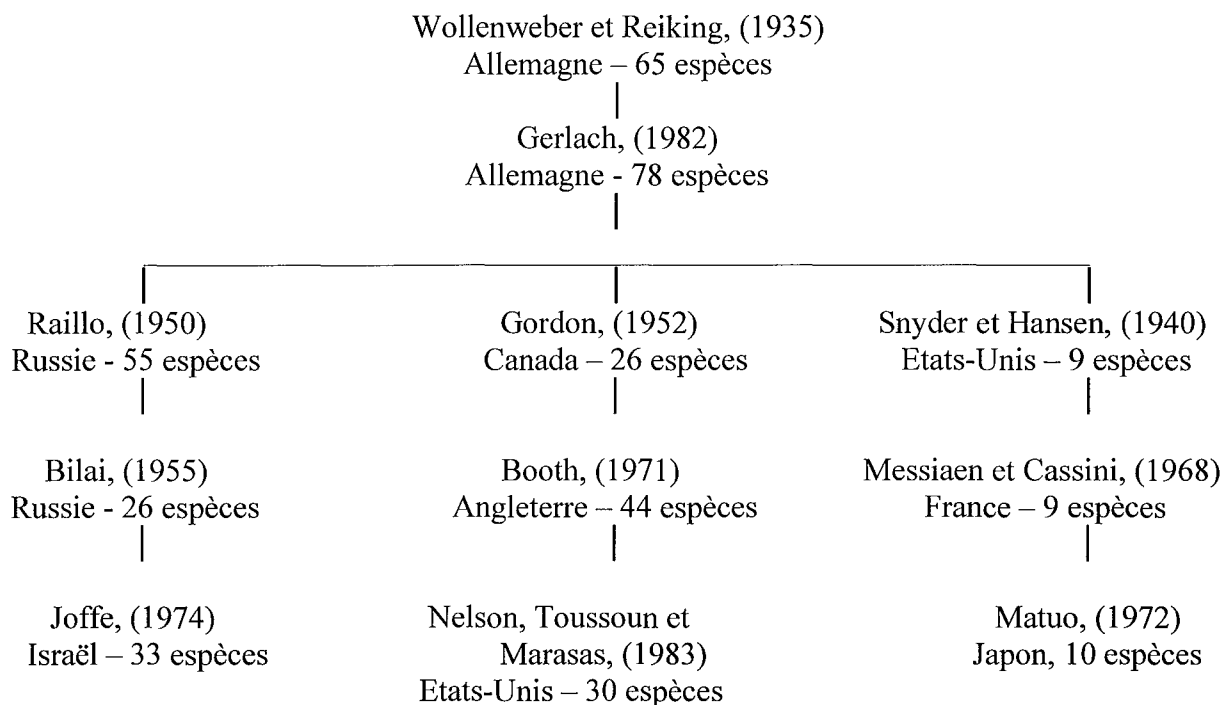 Wollenweber et Reiking, (1935)
Allemagne – 65 espèces
Gerlach, (1982)
Allemagne - 78 espèces
Raillo, (1950)
Russie - 55 espèces
Gordon, (1952)
Canada – 26 espèces
Snyder et Hansen, (1940)
Etats-Unis – 9 espèces
Bilai, (1955)
Russie - 26 espèces
Booth, (1971)
Angleterre – 44 espèces
Messiaen et Cassini, (1968)
France – 9 espèces
Joffe, (1974)
Israël – 33 espèces
Nelson, Toussoun et
Marasas, (1983)
Etats-Unis – 30 espèces
Matuo, (1972)
Japon, 10 espèces